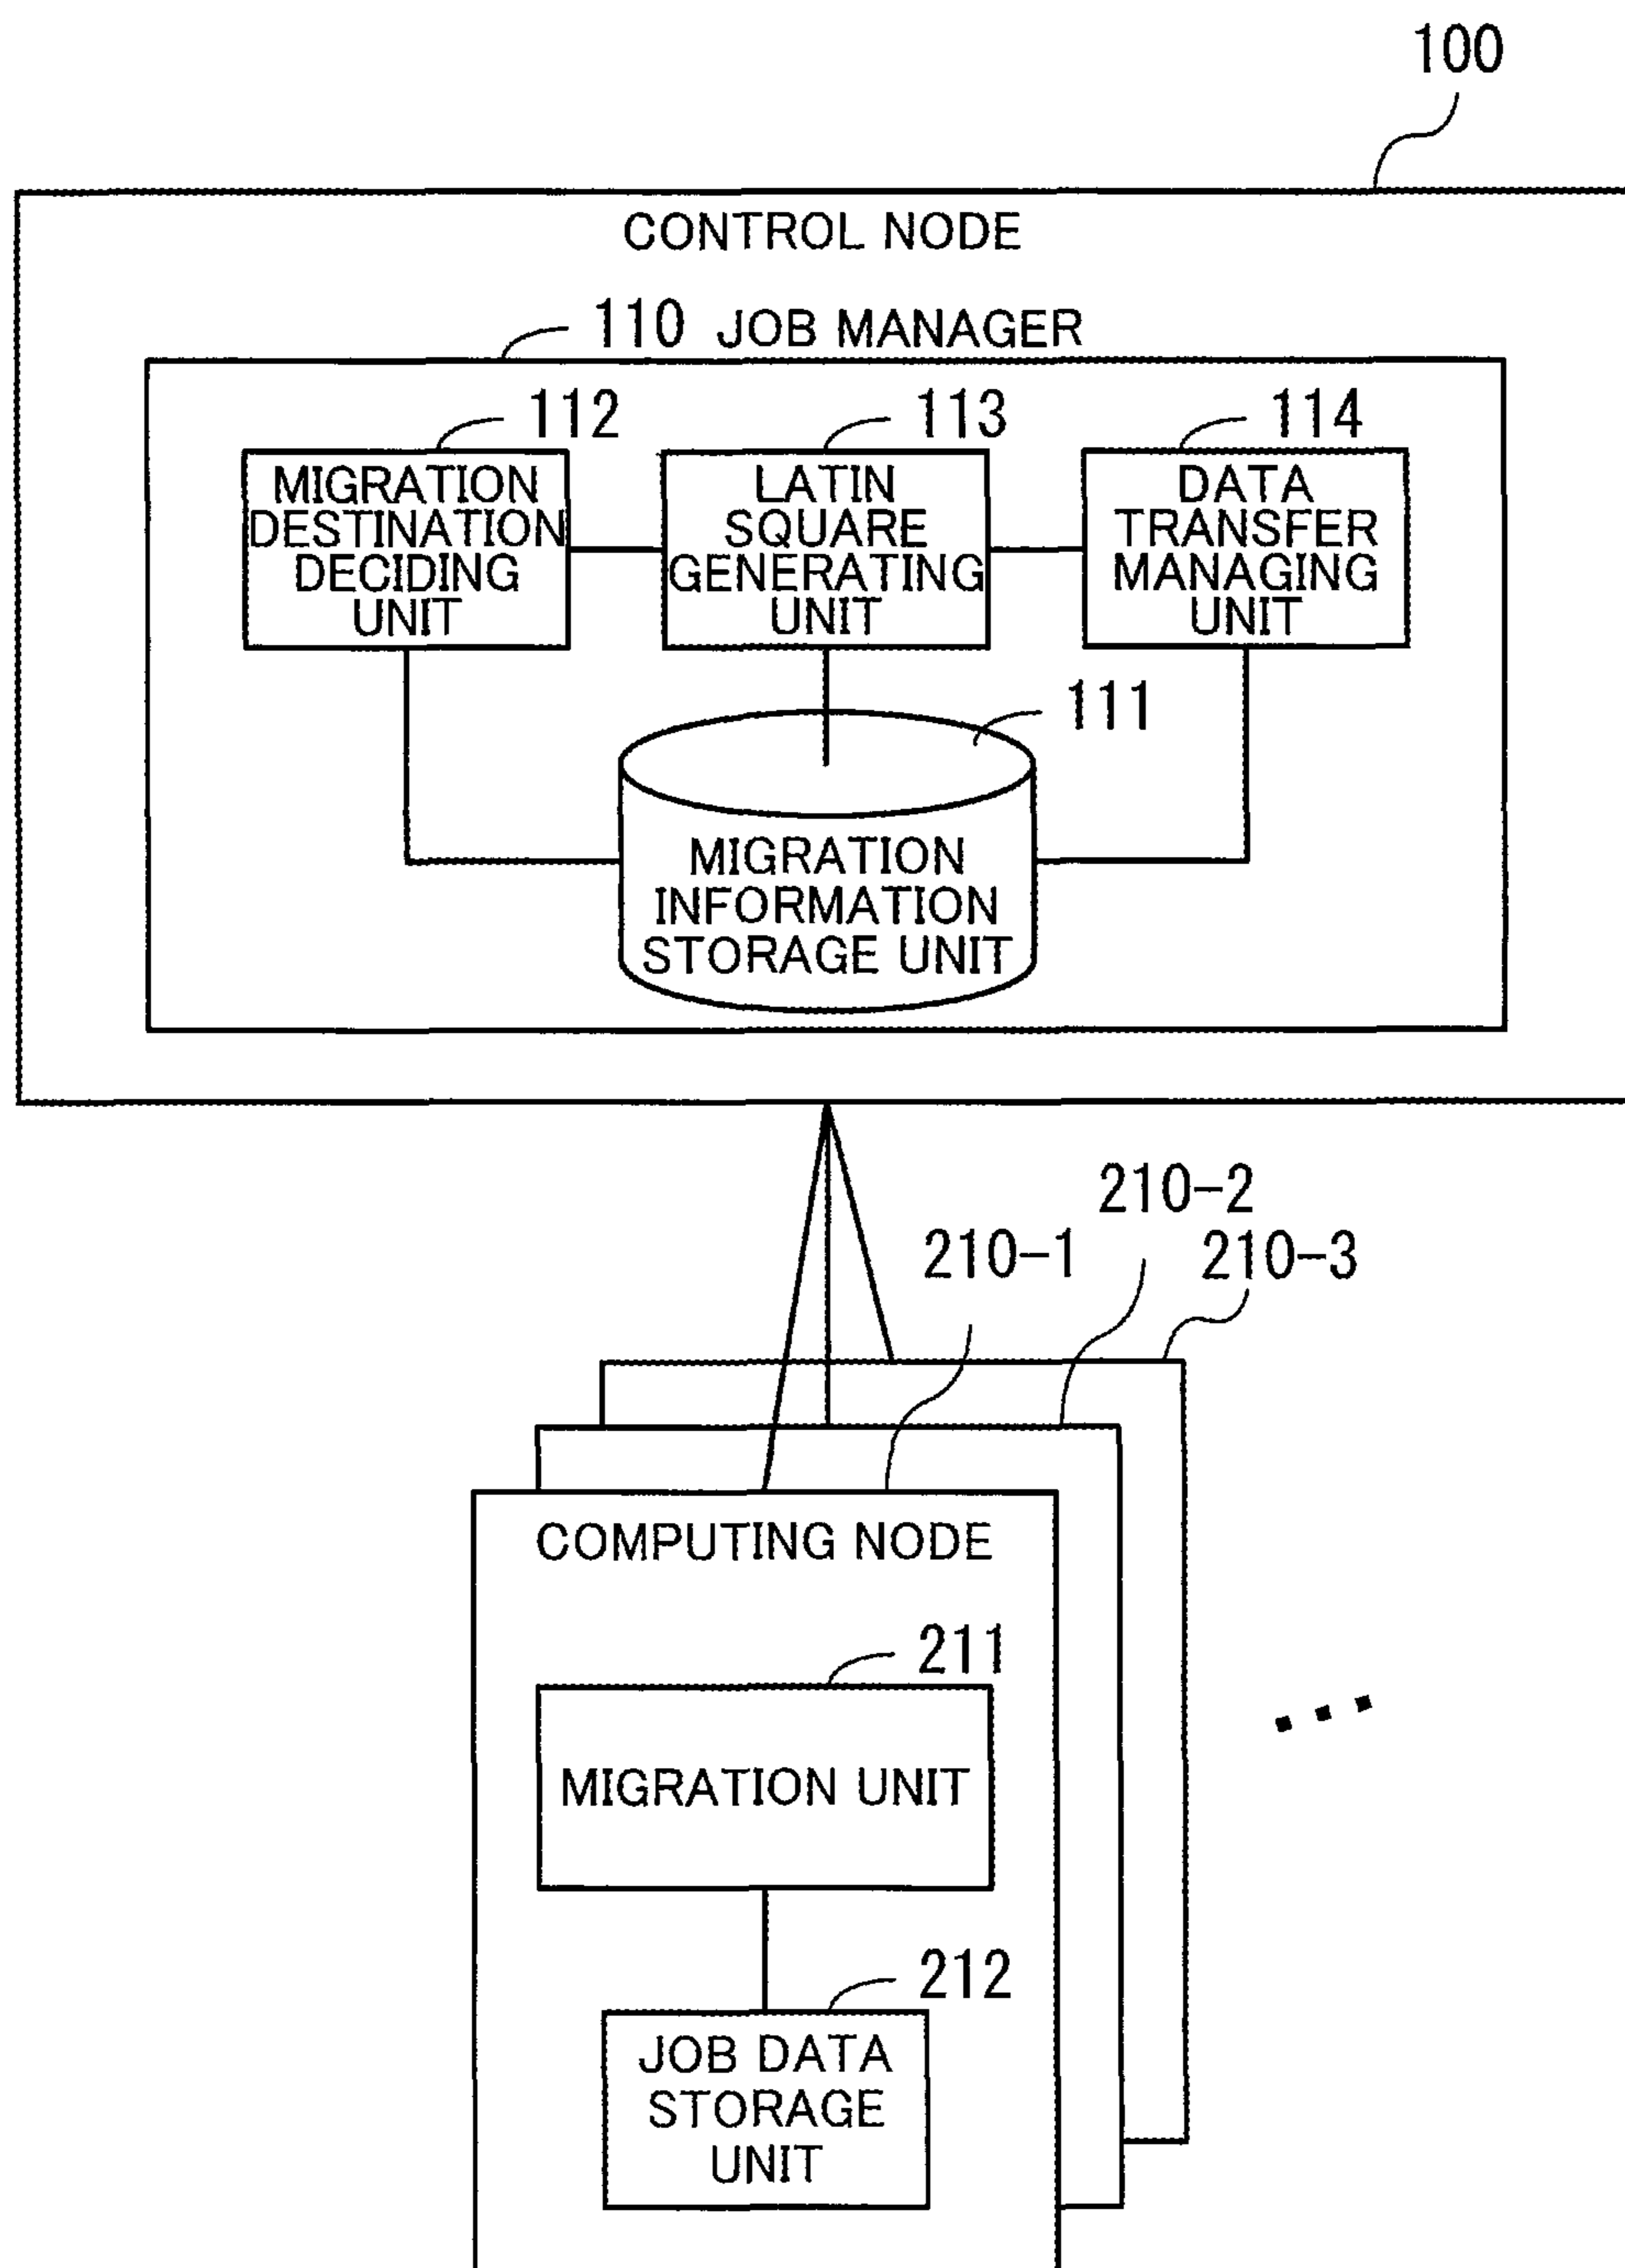 100
CONTROL NODE
110 JOB MANAGER
112
113
114
MIGRATION
DESTINATION
DECIDING
UNIT
LATIN
SQUARE
GENERATING
UNIT
DATA
TRANSFER
MANAGING
UNIT
111
MIGRATION
INFORMATION
STORAGE UNIT
210-2
210-1
210-3
COMPUTING NODE
211
MIGRATION UNIT
212
JOB DATA
STORAGE
UNIT